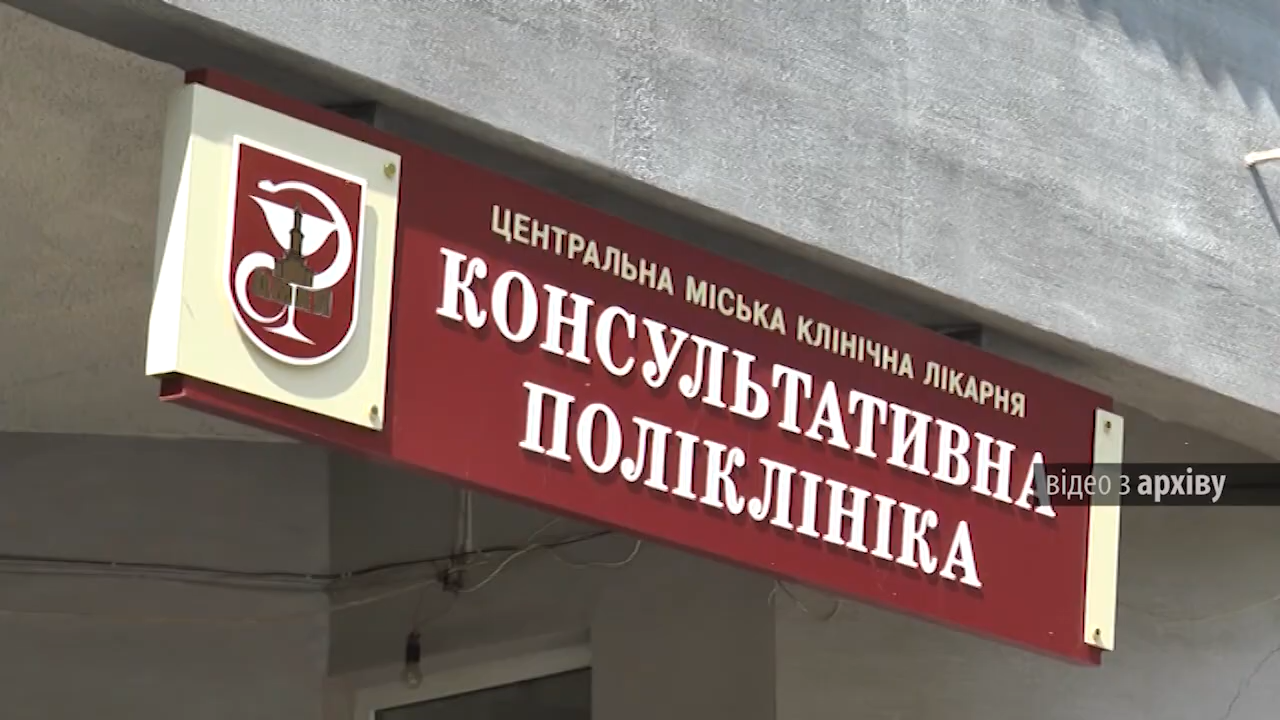 ЦЕНТРАЛЬНА МІСЬКА КЛІНІЧНА ЛІКАРНЯ
КОНСУЛЬТАТИВНА
ПОЛІКЛІНІКА
відео з архіву